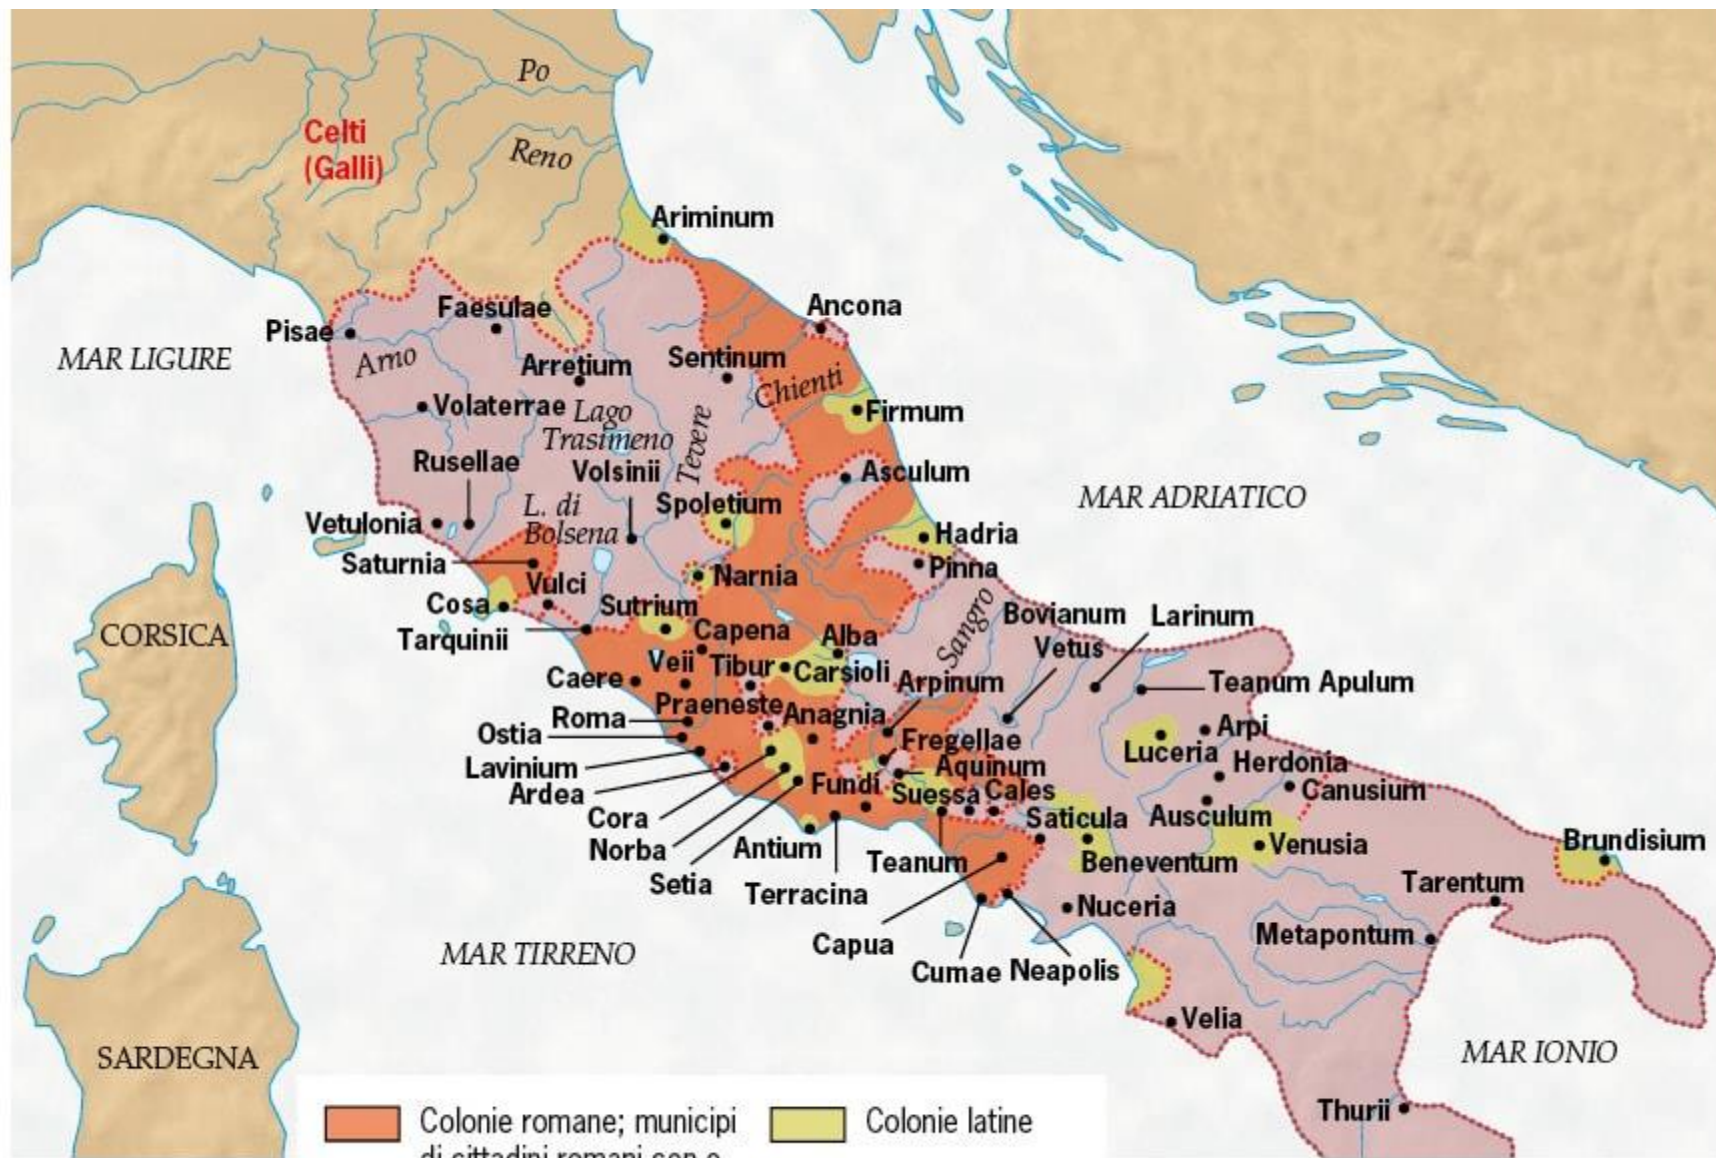 Po
Celti
(Galli)
Reno
Ariminum
Ancona
Faesulae
Pisae
MAR LIGURE
Arno
Arretium
Sentinum
Chienti
Volaterrae
Lago
Trasimeno
Tevere
Firmum
Rusellae
Volsinii
Asculum
MAR ADRIATICO
L. di
Bolsena
Spoletium
Vetulonia
Hadria
Saturnia
Pinna
Vulci
Narnia
Cosa
Sutrium
Sangro
Bovianum
Vetus
Larinum
CORSICA
Tarquinii
Capena
Alba
Veii
Tibur
Carsioli
Caere
Arpinum
Teanum Apulum
Praeneste
Anagnia
Roma
Ostia
Arpi
Fregellae
Luceria
Lavinium
Aquinum
Herdonia
Ardea
Fundi
Suessa
Cales
Canusium
Cora
Saticula
Ausculum
Norba
Antium
Teanum
Beneventum
Venusia
Brundisium
Setia
Terracina
Tarentum
Nuceria
Capua
Metapontum
MAR TIRRENO
Cumae
Neapolis
Velia
SARDEGNA
MAR IONIO
Thurii
Colonie romane; municipi
di cittadini romani con o
Colonie latine